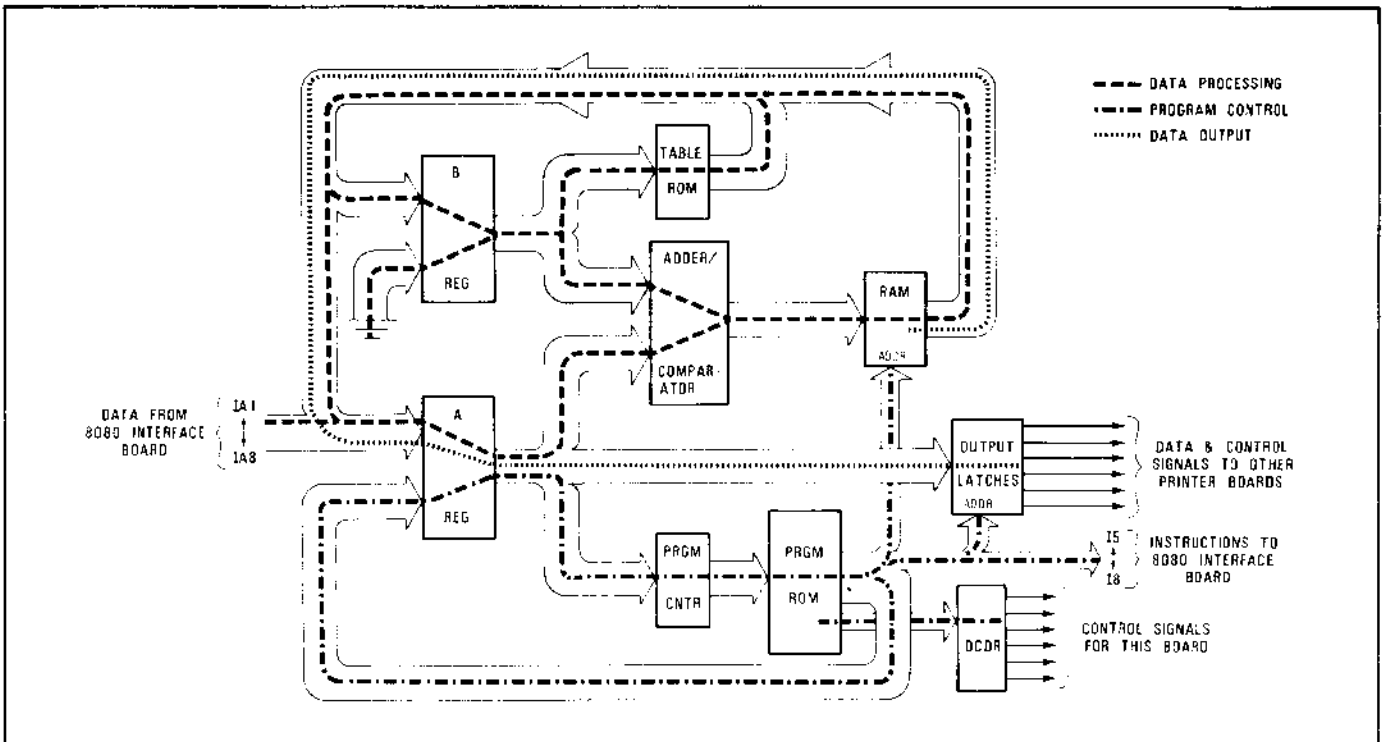 DATA PROCESSING
PROGRAM CONTROL
DATA OUTPUT
B
REG
TABLE
ROM
ADDER/
COMPAR-
ATOR
RAM
ADDR
DATA FROM
8080 INTERFACE
BOARD
IA1
IA8
A
REG
OUTPUT
LATCHES
ADDR
DATA & CONTROL
SIGNALS TO OTHER
PRINTER BOARDS
PRGM
CNTR
PRGM
ROM
I5
I8
INSTRUCTIONS TO
8080 INTERFACE
BOARD
DCDR
CONTROL SIGNALS
FOR THIS BOARD